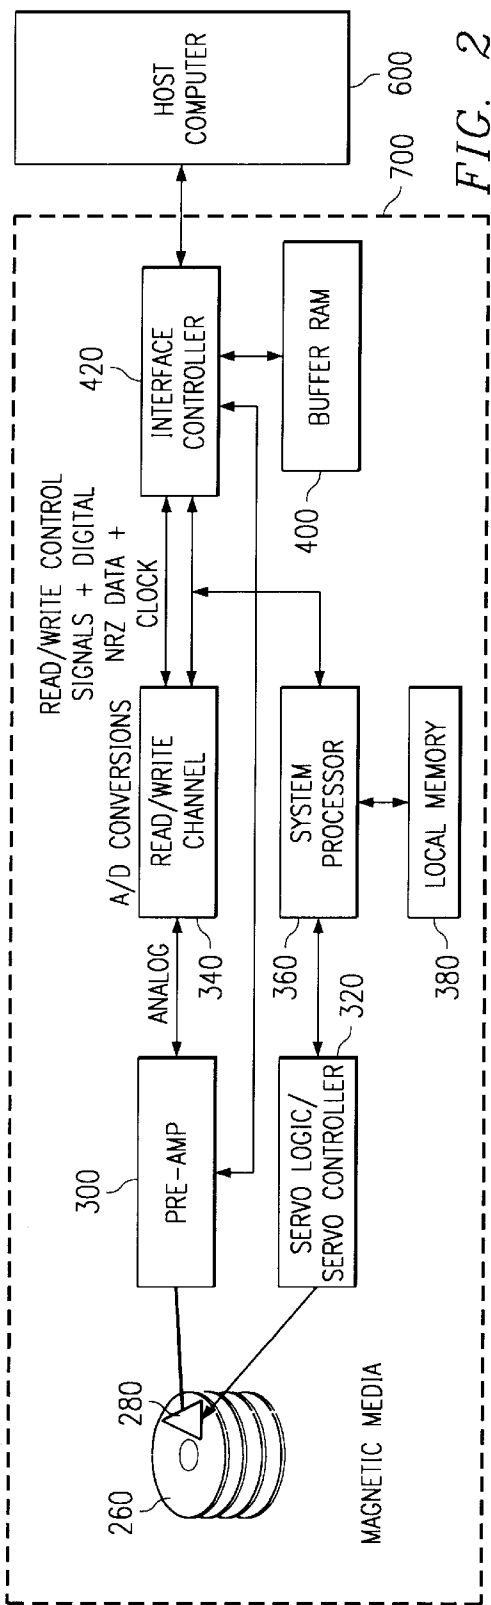 260
280
MAGNETIC MEDIA
300
PRE-AMP
SERVO LOGIC/
SERVO CONTROLLER
320
ANALOG
340
A/D CONVERSIONS
READ/WRITE
CHANNEL
360
SYSTEM
PROCESSOR
380
LOCAL MEMORY
READ/WRITE CONTROL
SIGNALS + DIGITAL
NRZ DATA +
CLOCK
420
INTERFACE
CONTROLLER
400
BUFFER RAM
700
HOST
COMPUTER
600
FIG. 2